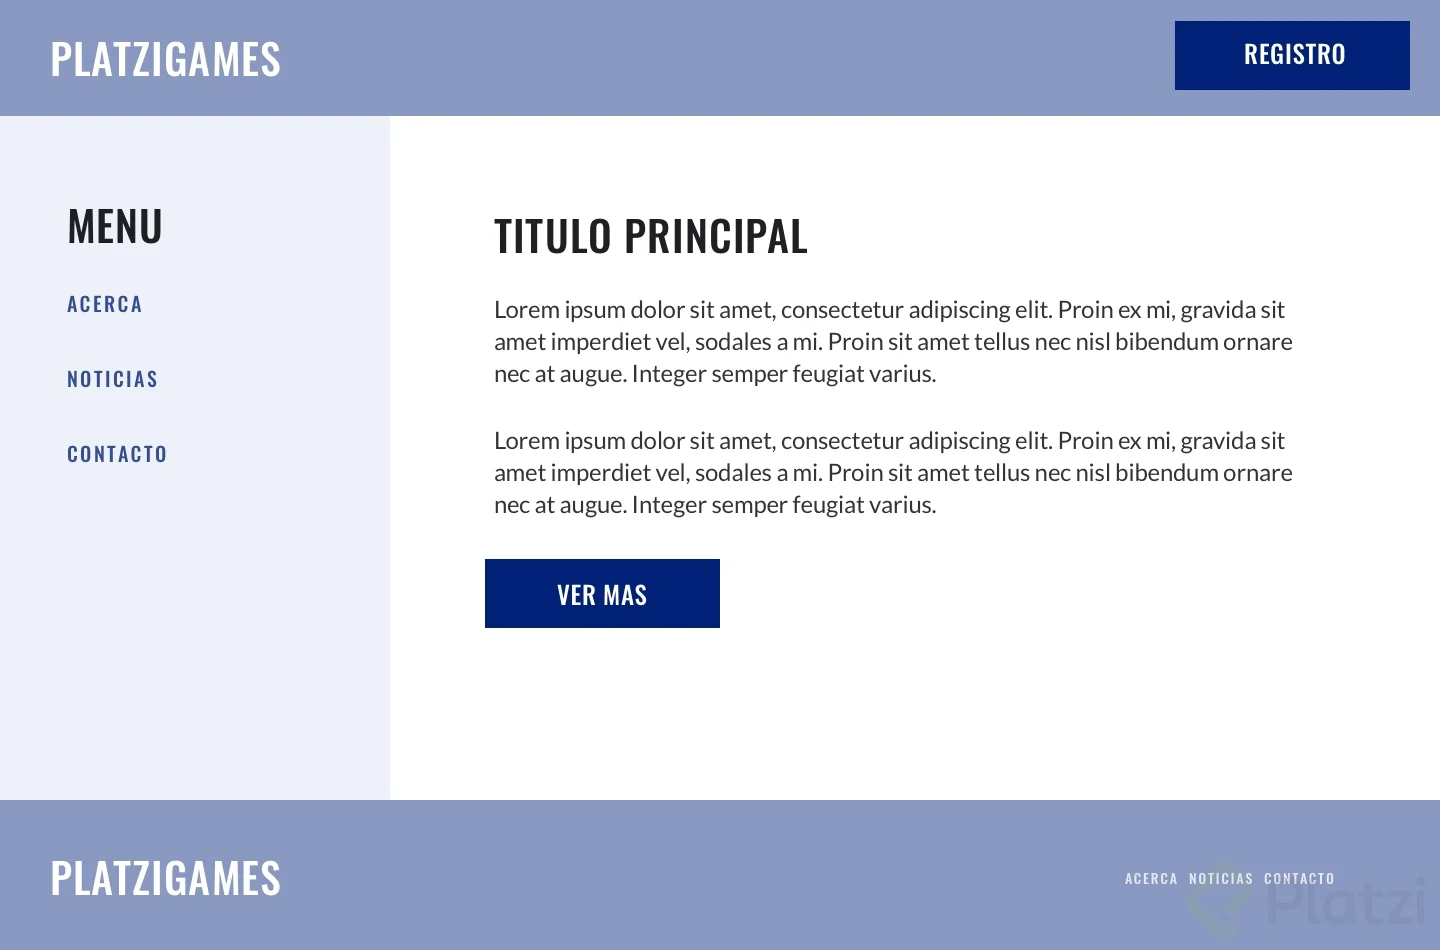 PLATZIGAMES
REGISTRO
MENU
ACERCA
NOTICIAS
CONTACTO
TITULO PRINCIPAL
Lorem ipsum dolor sit amet, consectetur adipiscing elit. Proin ex mi, gravida sit
amet imperdiet vel, sodales a mi. Proin sit amet tellus nec nisl bibendum ornare
nec at augue. Integer semper feugiat varius.
Lorem ipsum dolor sit amet, consectetur adipiscing elit. Proin ex mi, gravida sit
amet imperdiet vel, sodales a mi. Proin sit amet tellus nec nisl bibendum ornare
nec at augue. Integer semper feugiat varius.
VER MAS
PLATZIGAMES
ACERCA NOTICIAS CONTACTO
Platzi